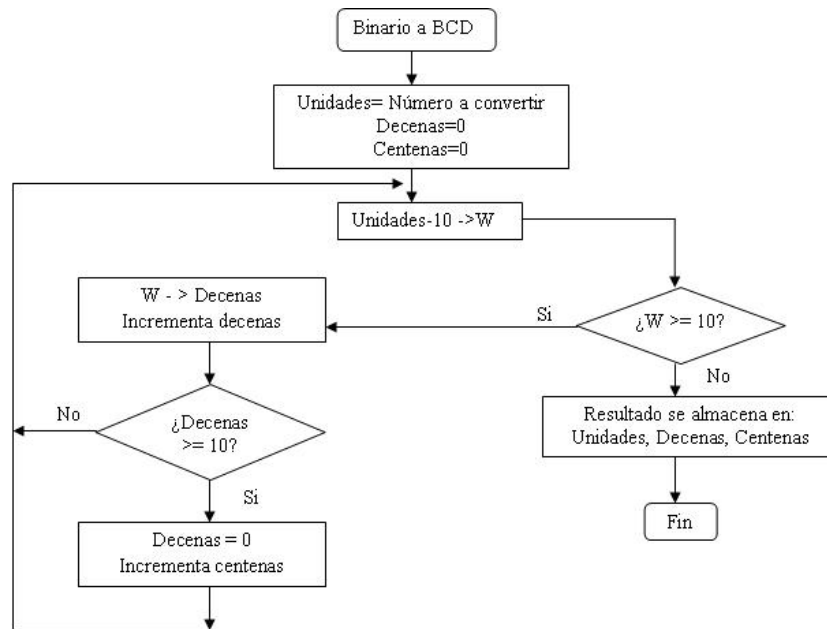 Binario a BCD
Unidades= Número a convertir
Decenas=0
Centenas=0
Unidades-10 ->W
¿W >= 10?
Si
W - > Decenas
Incrementa decenas
No
Resultado se almacena en:
Unidades, Decenas, Centenas
Fin
¿Decenas
>= 10?
No
Si
Decenas = 0
Incrementa centenas